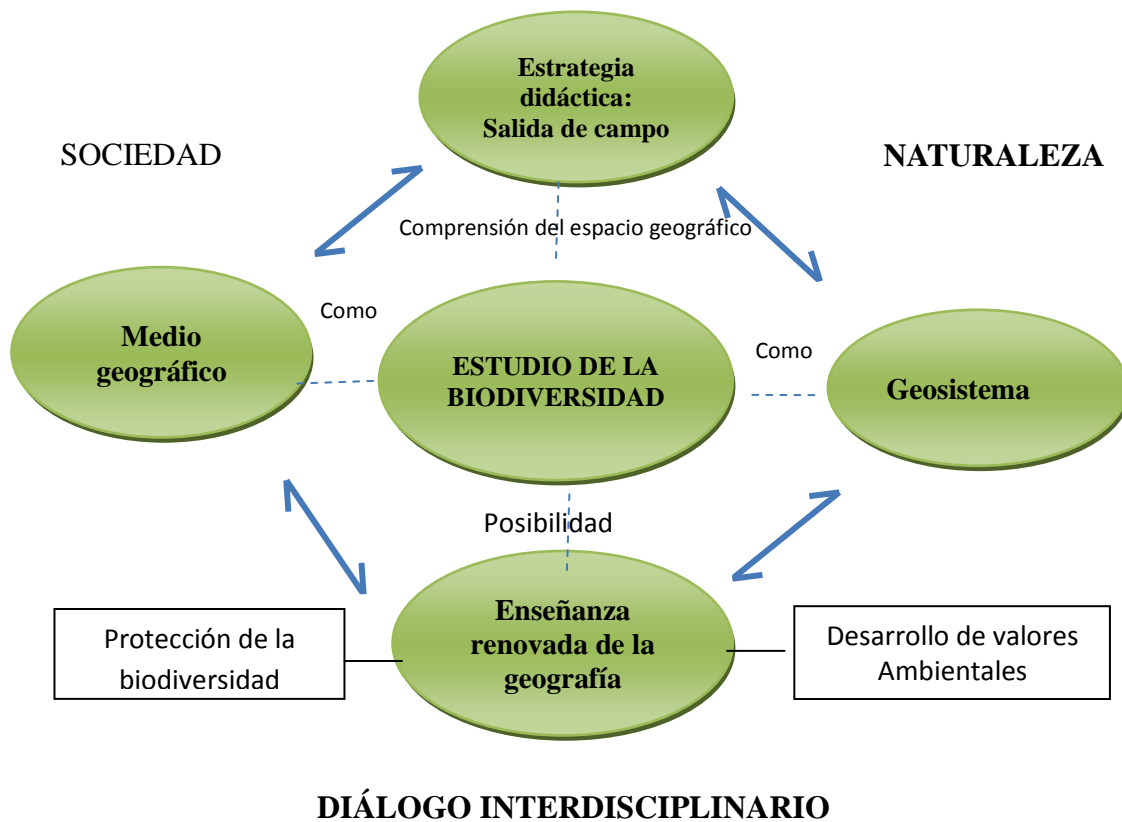 Estrategia
didáctica:
Salida de campo
SOCIEDAD
NATURALEZA
Comprensión del espacio geográfico
Como
Medio
geográfico
ESTUDIO DE LA
BIODIVERSIDAD
Como
Geosistema
Posibilidad
Enseñanza
renovada de la
geografía
Protección de la
biodiversidad
Desarrollo de valores
Ambientales
DIÁLOGO INTERDISCIPLINARIO